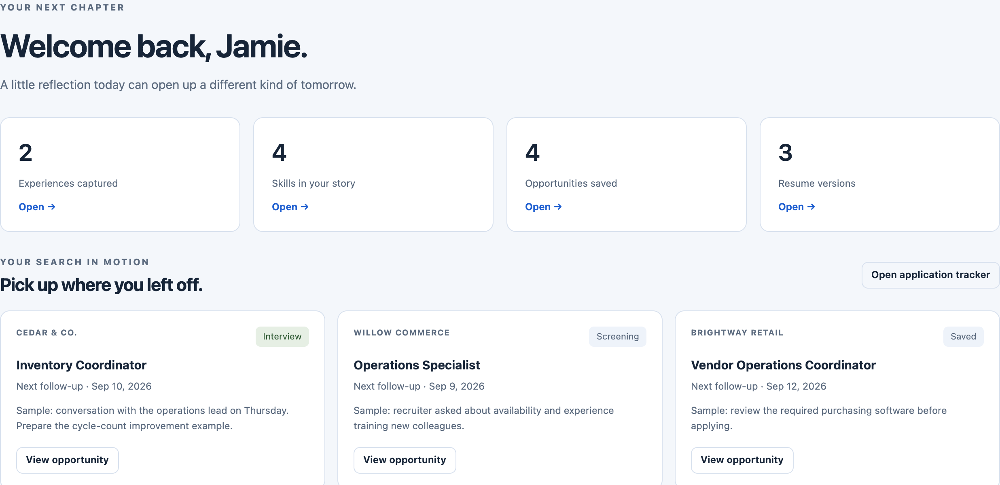 YOUR NEXT CHAPTER
Welcome back, Jamie.
A little reflection today can open up a different kind of tomorrow.
2
Experiences captured
Open →
4
Skills in your story
Open →
4
Opportunities saved
Open →
3
Resume versions
Open →
YOUR SEARCH IN MOTION
Pick up where you left off.
Open application tracker
CEDAR & CO.
Interview
Inventory Coordinator
Next follow-up · Sep 10, 2026
Sample: conversation with the operations lead on Thursday.
Prepare the cycle-count improvement example.
View opportunity
WILLOW COMMERCE
Screening
Operations Specialist
Next follow-up · Sep 9, 2026
Sample: recruiter asked about availability and experience
training new colleagues.
View opportunity
BRIGHTWAY RETAIL
Saved
Vendor Operations Coordinator
Next follow-up · Sep 12, 2026
Sample: review the required purchasing software before
applying.
View opportunity